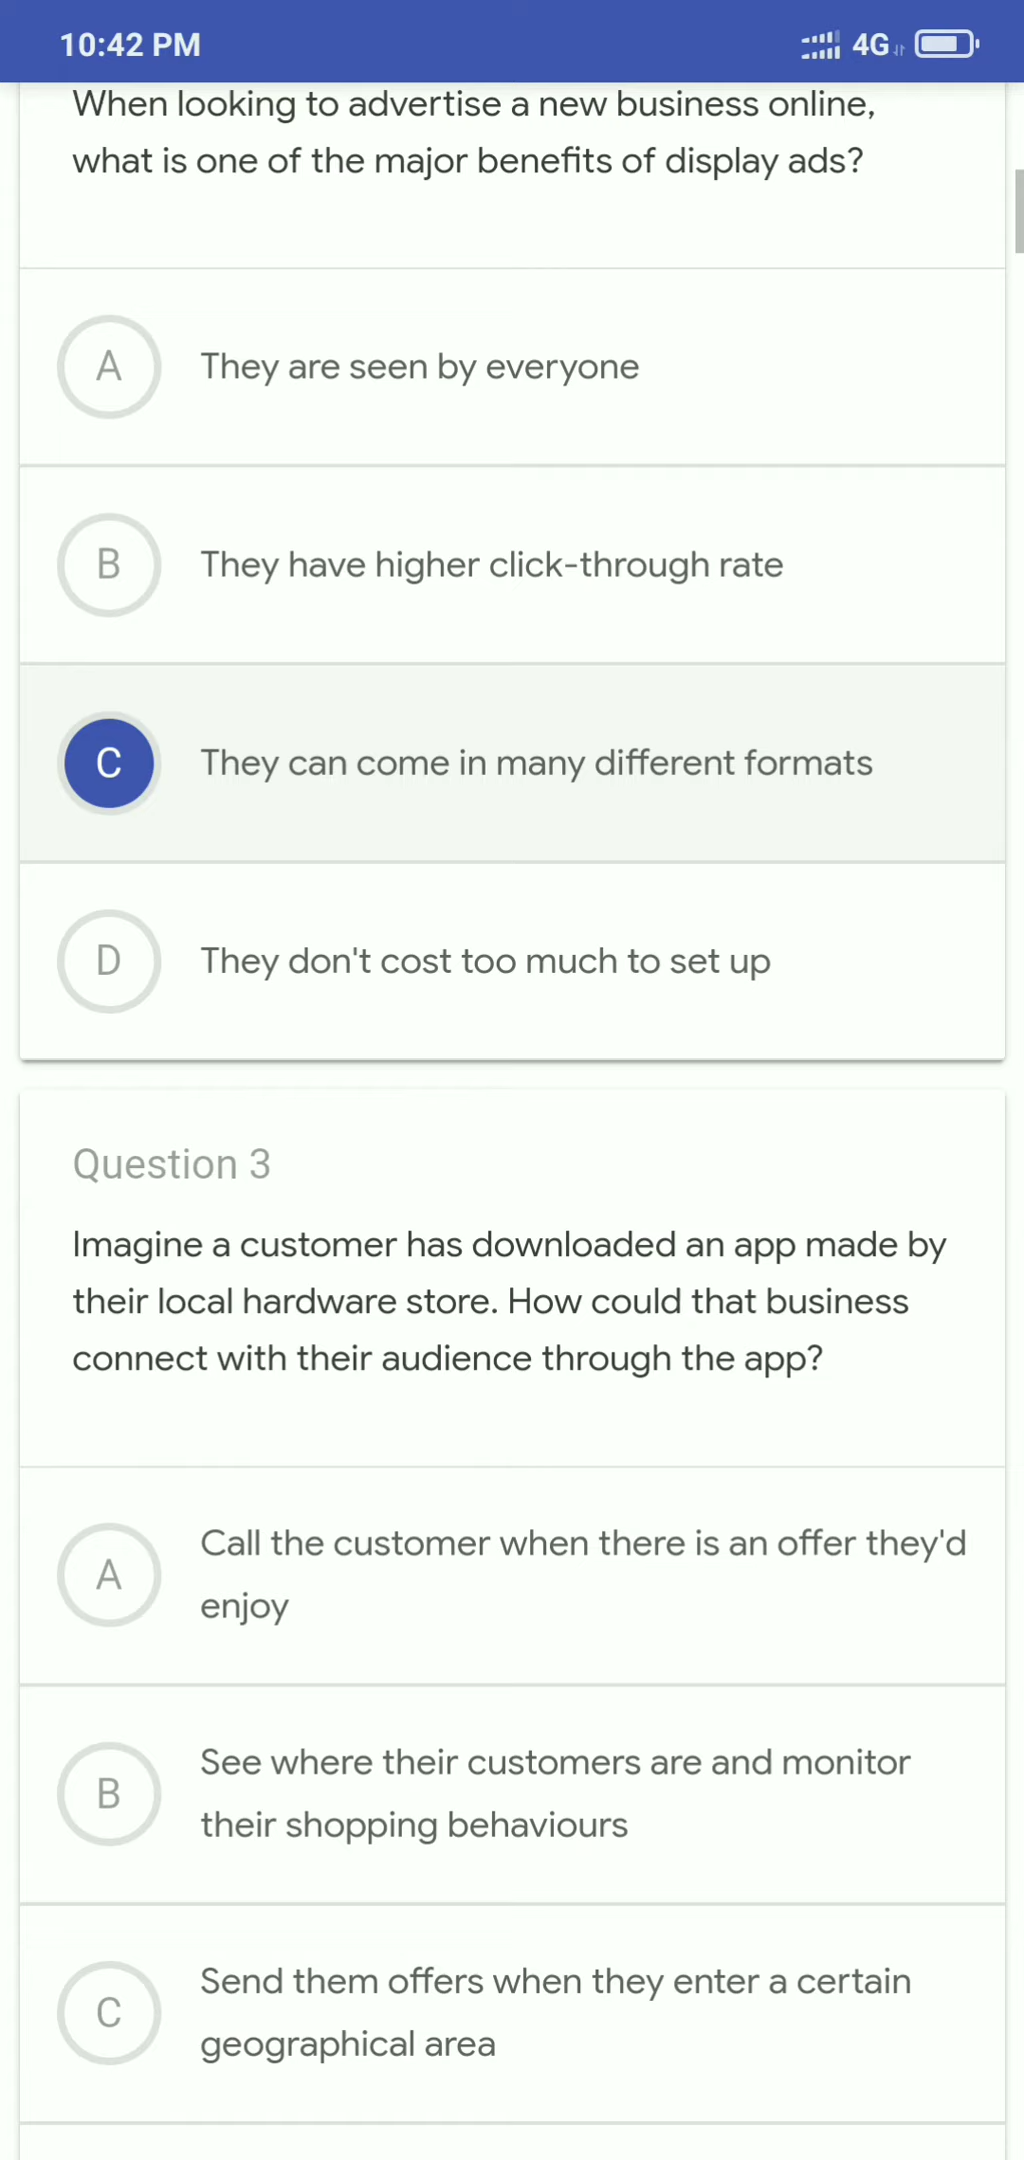 10:42 PM
4G
When looking to advertise a new business online,
what is one of the major benefits of display ads?
A
They are seen by everyone
B
They have higher click-through rate
C
They can come in many different formats
D
They don't cost too much to set up
Question 3
Imagine a customer has downloaded an app made by
their local hardware store. How could that business
connect with their audience through the app?
A
Call the customer when there is an offer they'd
enjoy
B
See where their customers are and monitor
their shopping behaviours
C
Send them offers when they enter a certain
geographical area